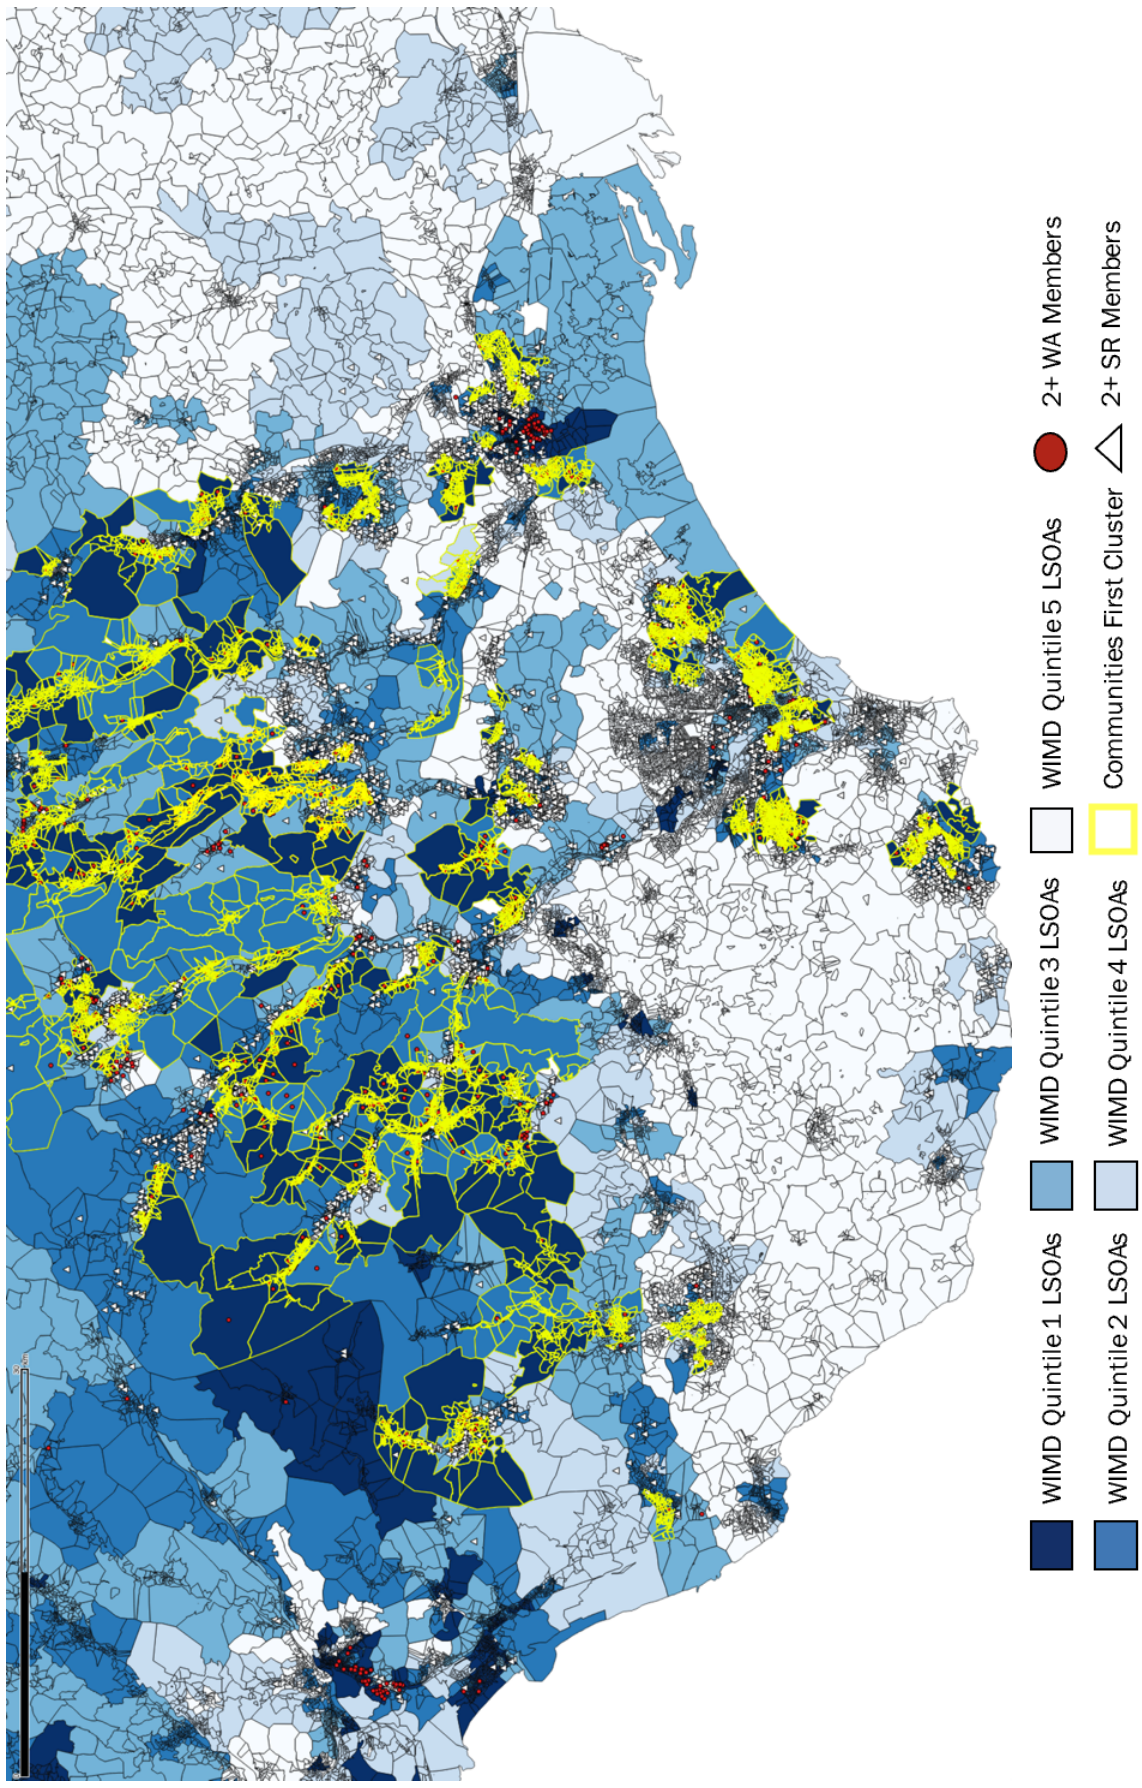 WIMD Quintile 1 LSOAs
WIMD Quintile 3 LSOAs
WIMD Quintile 5 LSOAs
2+ WA Members
WIMD Quintile 2 LSOAs
WIMD Quintile 4 LSOAs
Communities First Cluster
2+ SR Members